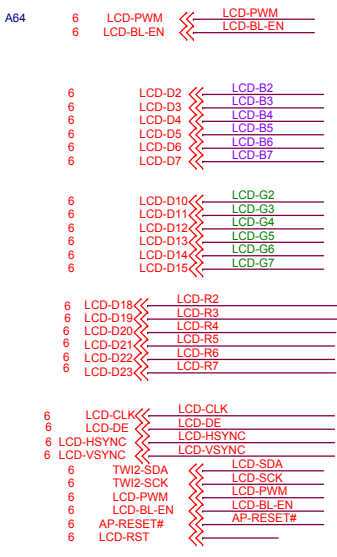 A64 6 LCD-PWM LCD-PWM
6 LCD-BL-EN LCD-BL-EN
6 LCD-D2 LCD-B2
6 LCD-D3 LCD-B3
6 LCD-D4 LCD-B4
6 LCD-D5 LCD-B5
6 LCD-D6 LCD-B6
6 LCD-D7 LCD-B7
6 LCD-D10 LCD-G2
6 LCD-D11 LCD-G3
6 LCD-D12 LCD-G4
6 LCD-D13 LCD-G5
6 LCD-D14 LCD-G6
6 LCD-D15 LCD-G7
6 LCD-D18 LCD-R2
6 LCD-D19 LCD-R3
6 LCD-D20 LCD-R4
6 LCD-D21 LCD-R5
6 LCD-D22 LCD-R6
6 LCD-D23 LCD-R7
6 LCD-CLK LCD-CLK
6 LCD-DE LCD-DE
6 LCD-HSYNC LCD-HSYNC
6 LCD-VSYNC LCD-VSYNC
6 TWI2-SDA LCD-SDA
6 TWI2-SCK LCD-SCK
6 LCD-PWM LCD-PWM
6 LCD-BL-EN LCD-BL-EN
6 AP-RESET# AP-RESET#
6 LCD-RST